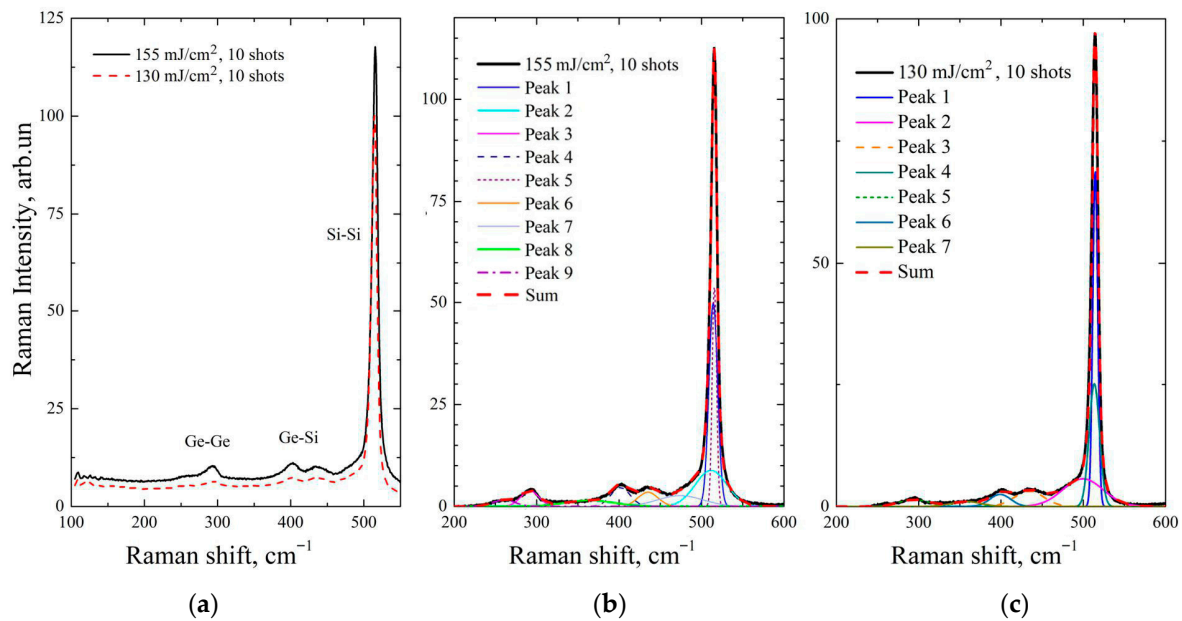 125
100
75
50
25
0
100
200
300
400
500
Raman Intensity, arb.un
Raman shift, cm⁻¹
155 mJ/cm², 10 shots
130 mJ/cm², 10 shots
Si-Si
Ge-Ge
Ge-Si
(a)
100
75
50
25
0
200
300
400
500
600
Raman shift, cm⁻¹
155 mJ/cm², 10 shots
Peak 1
Peak 2
Peak 3
Peak 4
Peak 5
Peak 6
Peak 7
Peak 8
Peak 9
Sum
(b)
100
50
0
200
300
400
500
600
Raman shift, cm⁻¹
130 mJ/cm² , 10 shots
Peak 1
Peak 2
Peak 3
Peak 4
Peak 5
Peak 6
Peak 7
Sum
(c)